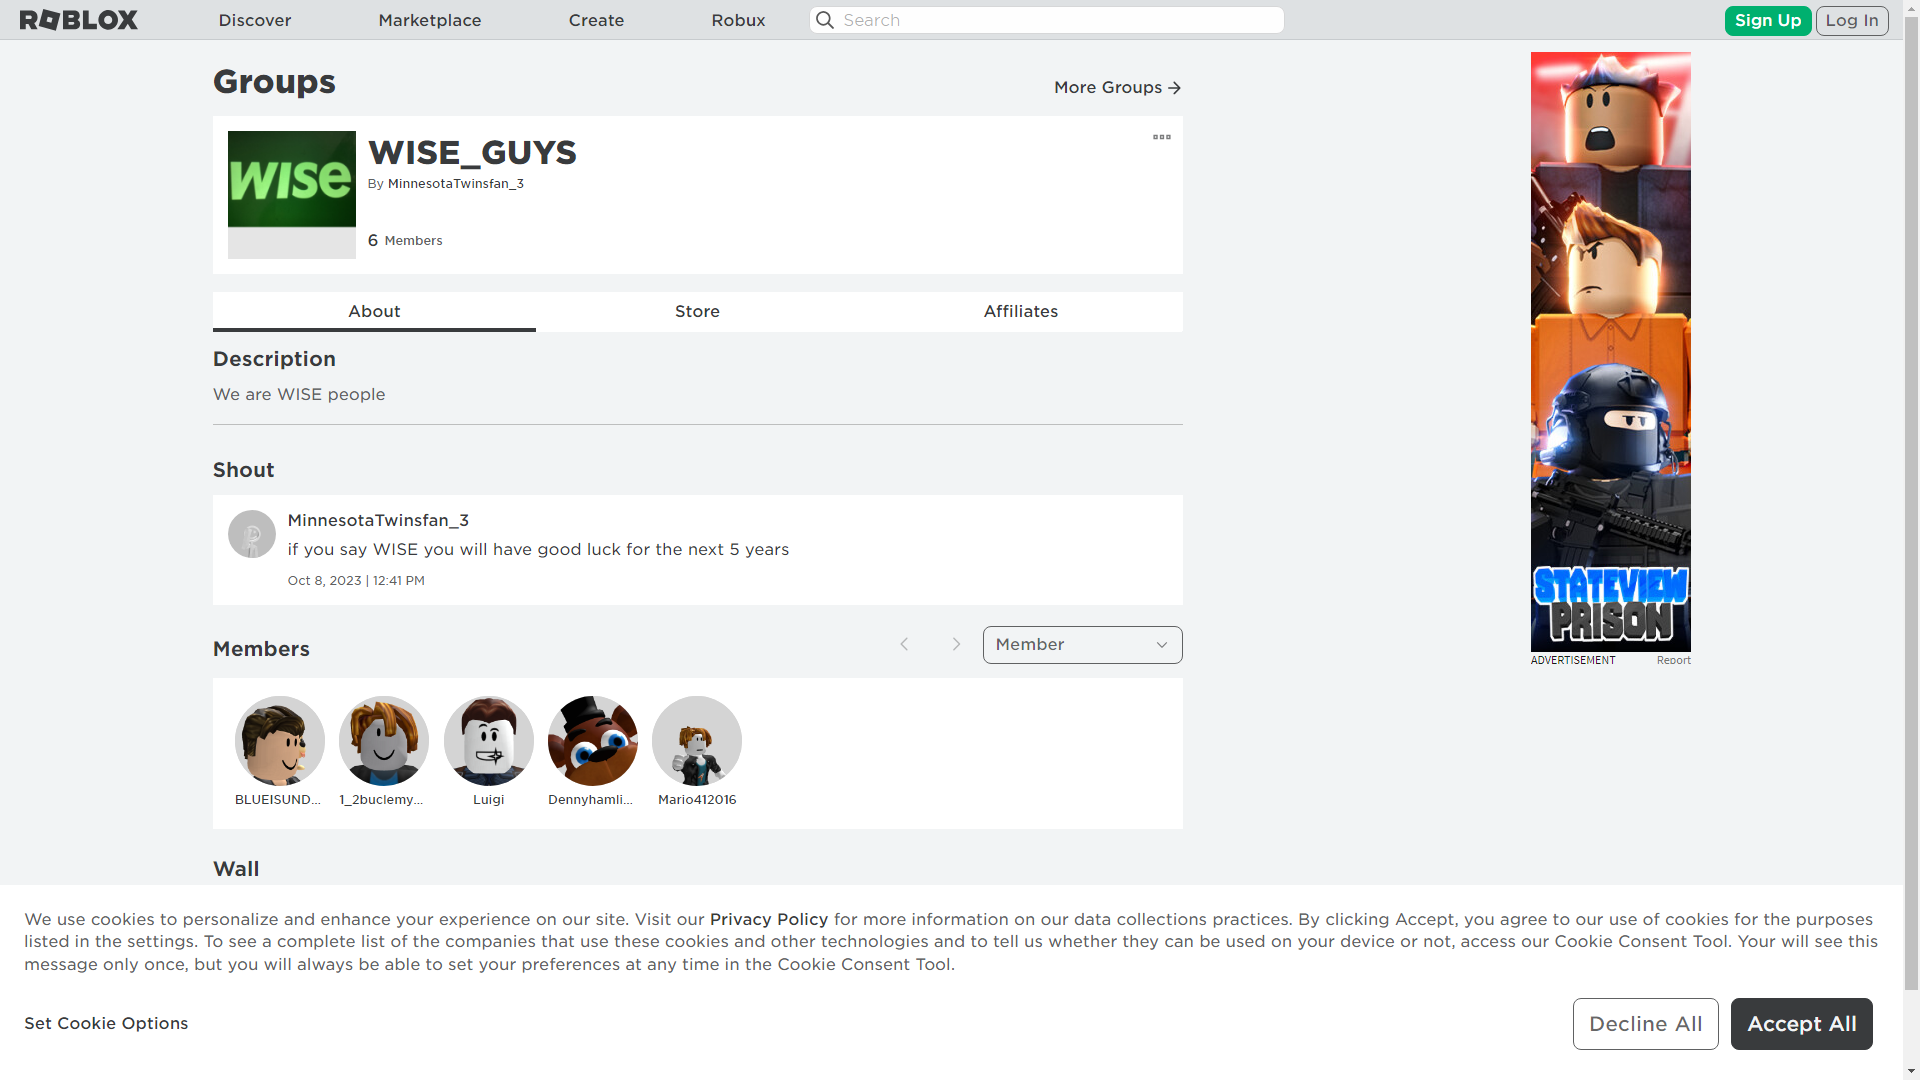 ROBLOX
Discover
Marketplace
Create
Robux
Search
Sign Up
Log In
Groups
More Groups
WISE
WISE_GUYS
By MinnesotaTwinsfan_3
6 Members
About
Store
Affiliates
Description
We are WISE people
Shout
MinnesotaTwinsfan_3
if you say WISE you will have good luck for the next 5 years
Oct 8, 2023 | 12:41 PM
Members
Member
BLUEISUND...
1_2buclemy...
Luigi
Dennyhamli...
Mario412016
Wall
STATEVIEW
PRISON
ADVERTISEMENT
Report
We use cookies to personalize and enhance your experience on our site. Visit our Privacy Policy for more information on our data collections practices. By clicking Accept, you agree to our use of cookies for the purposes
listed in the settings. To see a complete list of the companies that use these cookies and other technologies and to tell us whether they can be used on your device or not, access our Cookie Consent Tool. Your will see this
message only once, but you will always be able to set your preferences at any time in the Cookie Consent Tool.
Set Cookie Options
Decline All
Accept All